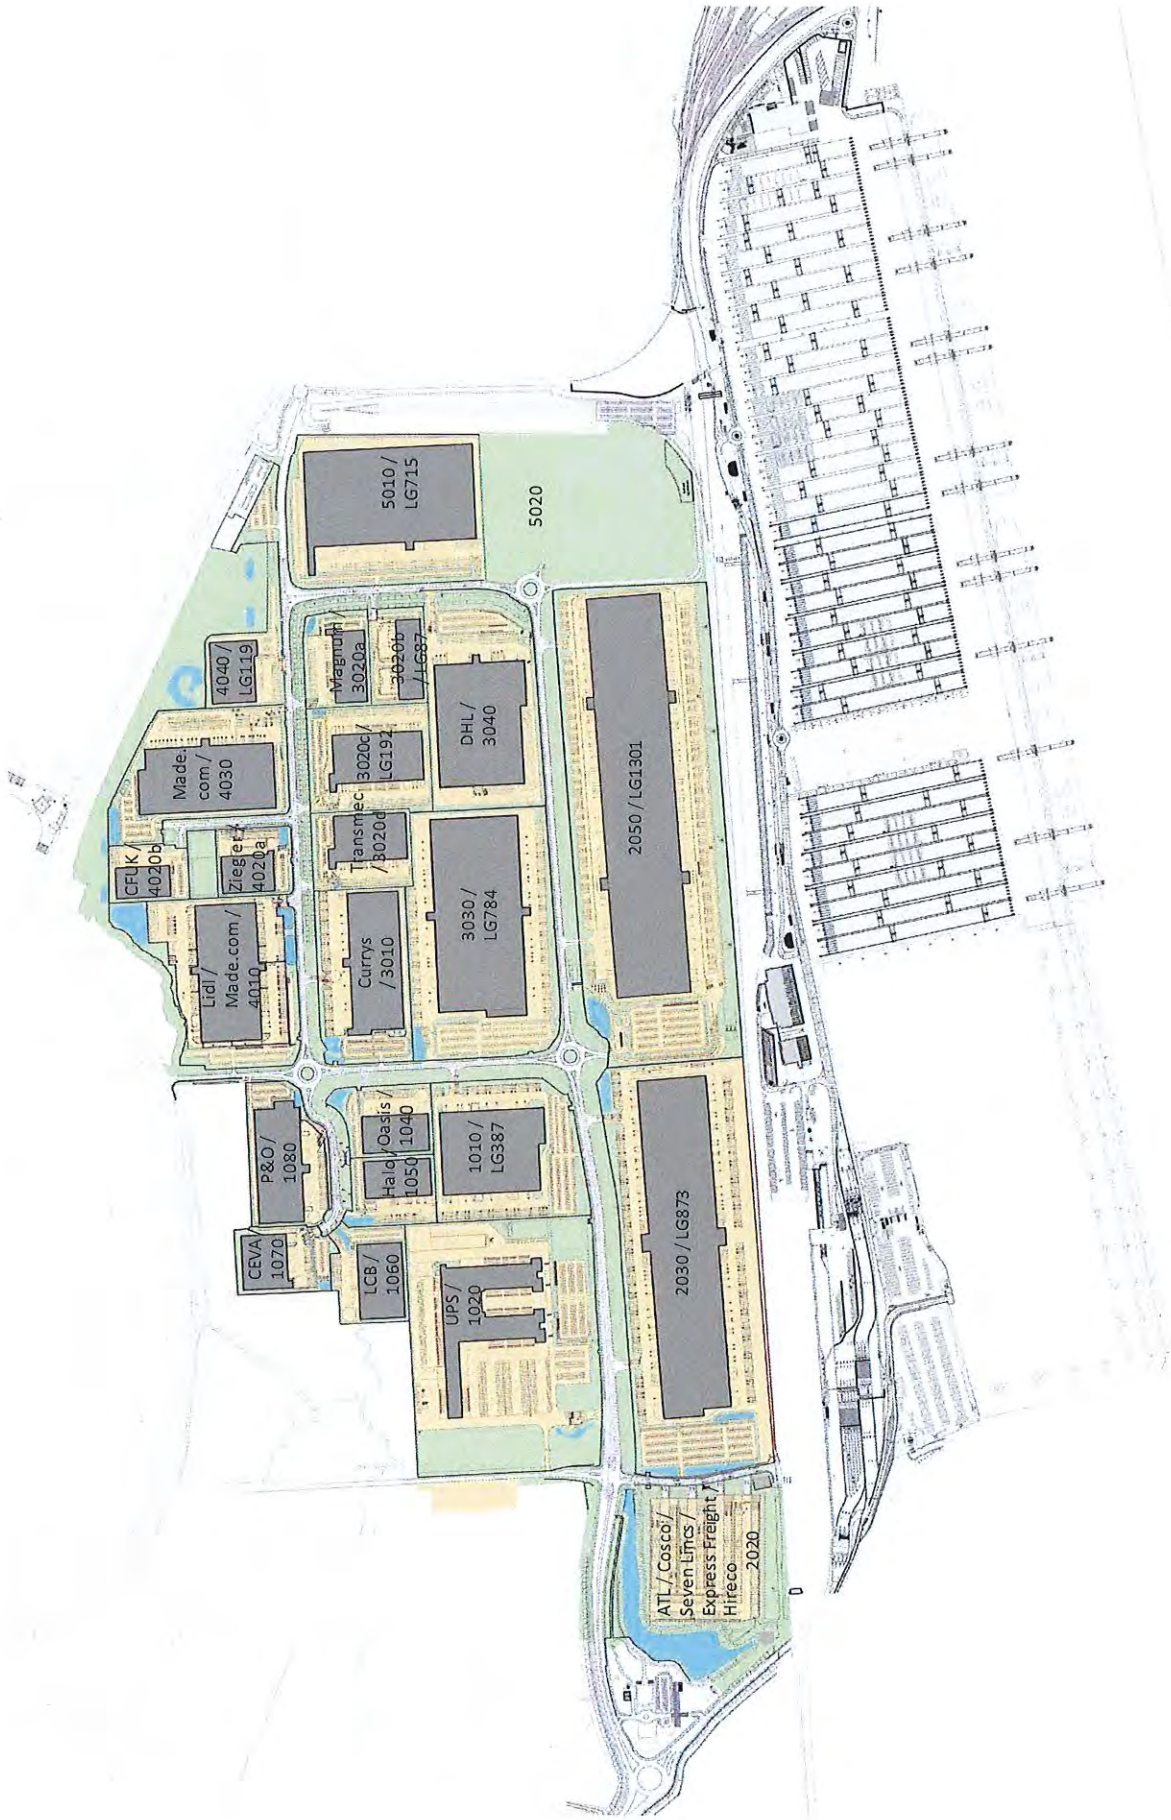 5010 /
LG715
5020
4040 /
LG119
Magnum
3020a
3020b
/ LG87
Made.
com /
4030
3020c /
LG192
DHL /
3040
CFUK /
4020b
Ziegler
4020a
Transmec
/ 3020d
2050 / LG1301
Lidl /
Made.com /
4010
Currys
/ 3010
3030 /
LG784
P&O /
1080
Halo /
1050
Oasis /
1040
1010 /
LG387
CEVA
1070
LCB /
1060
UPS /
1020
2030 / LG873
ATL / Cosco /
Seven Lincs /
Express Freight /
Hireco
2020